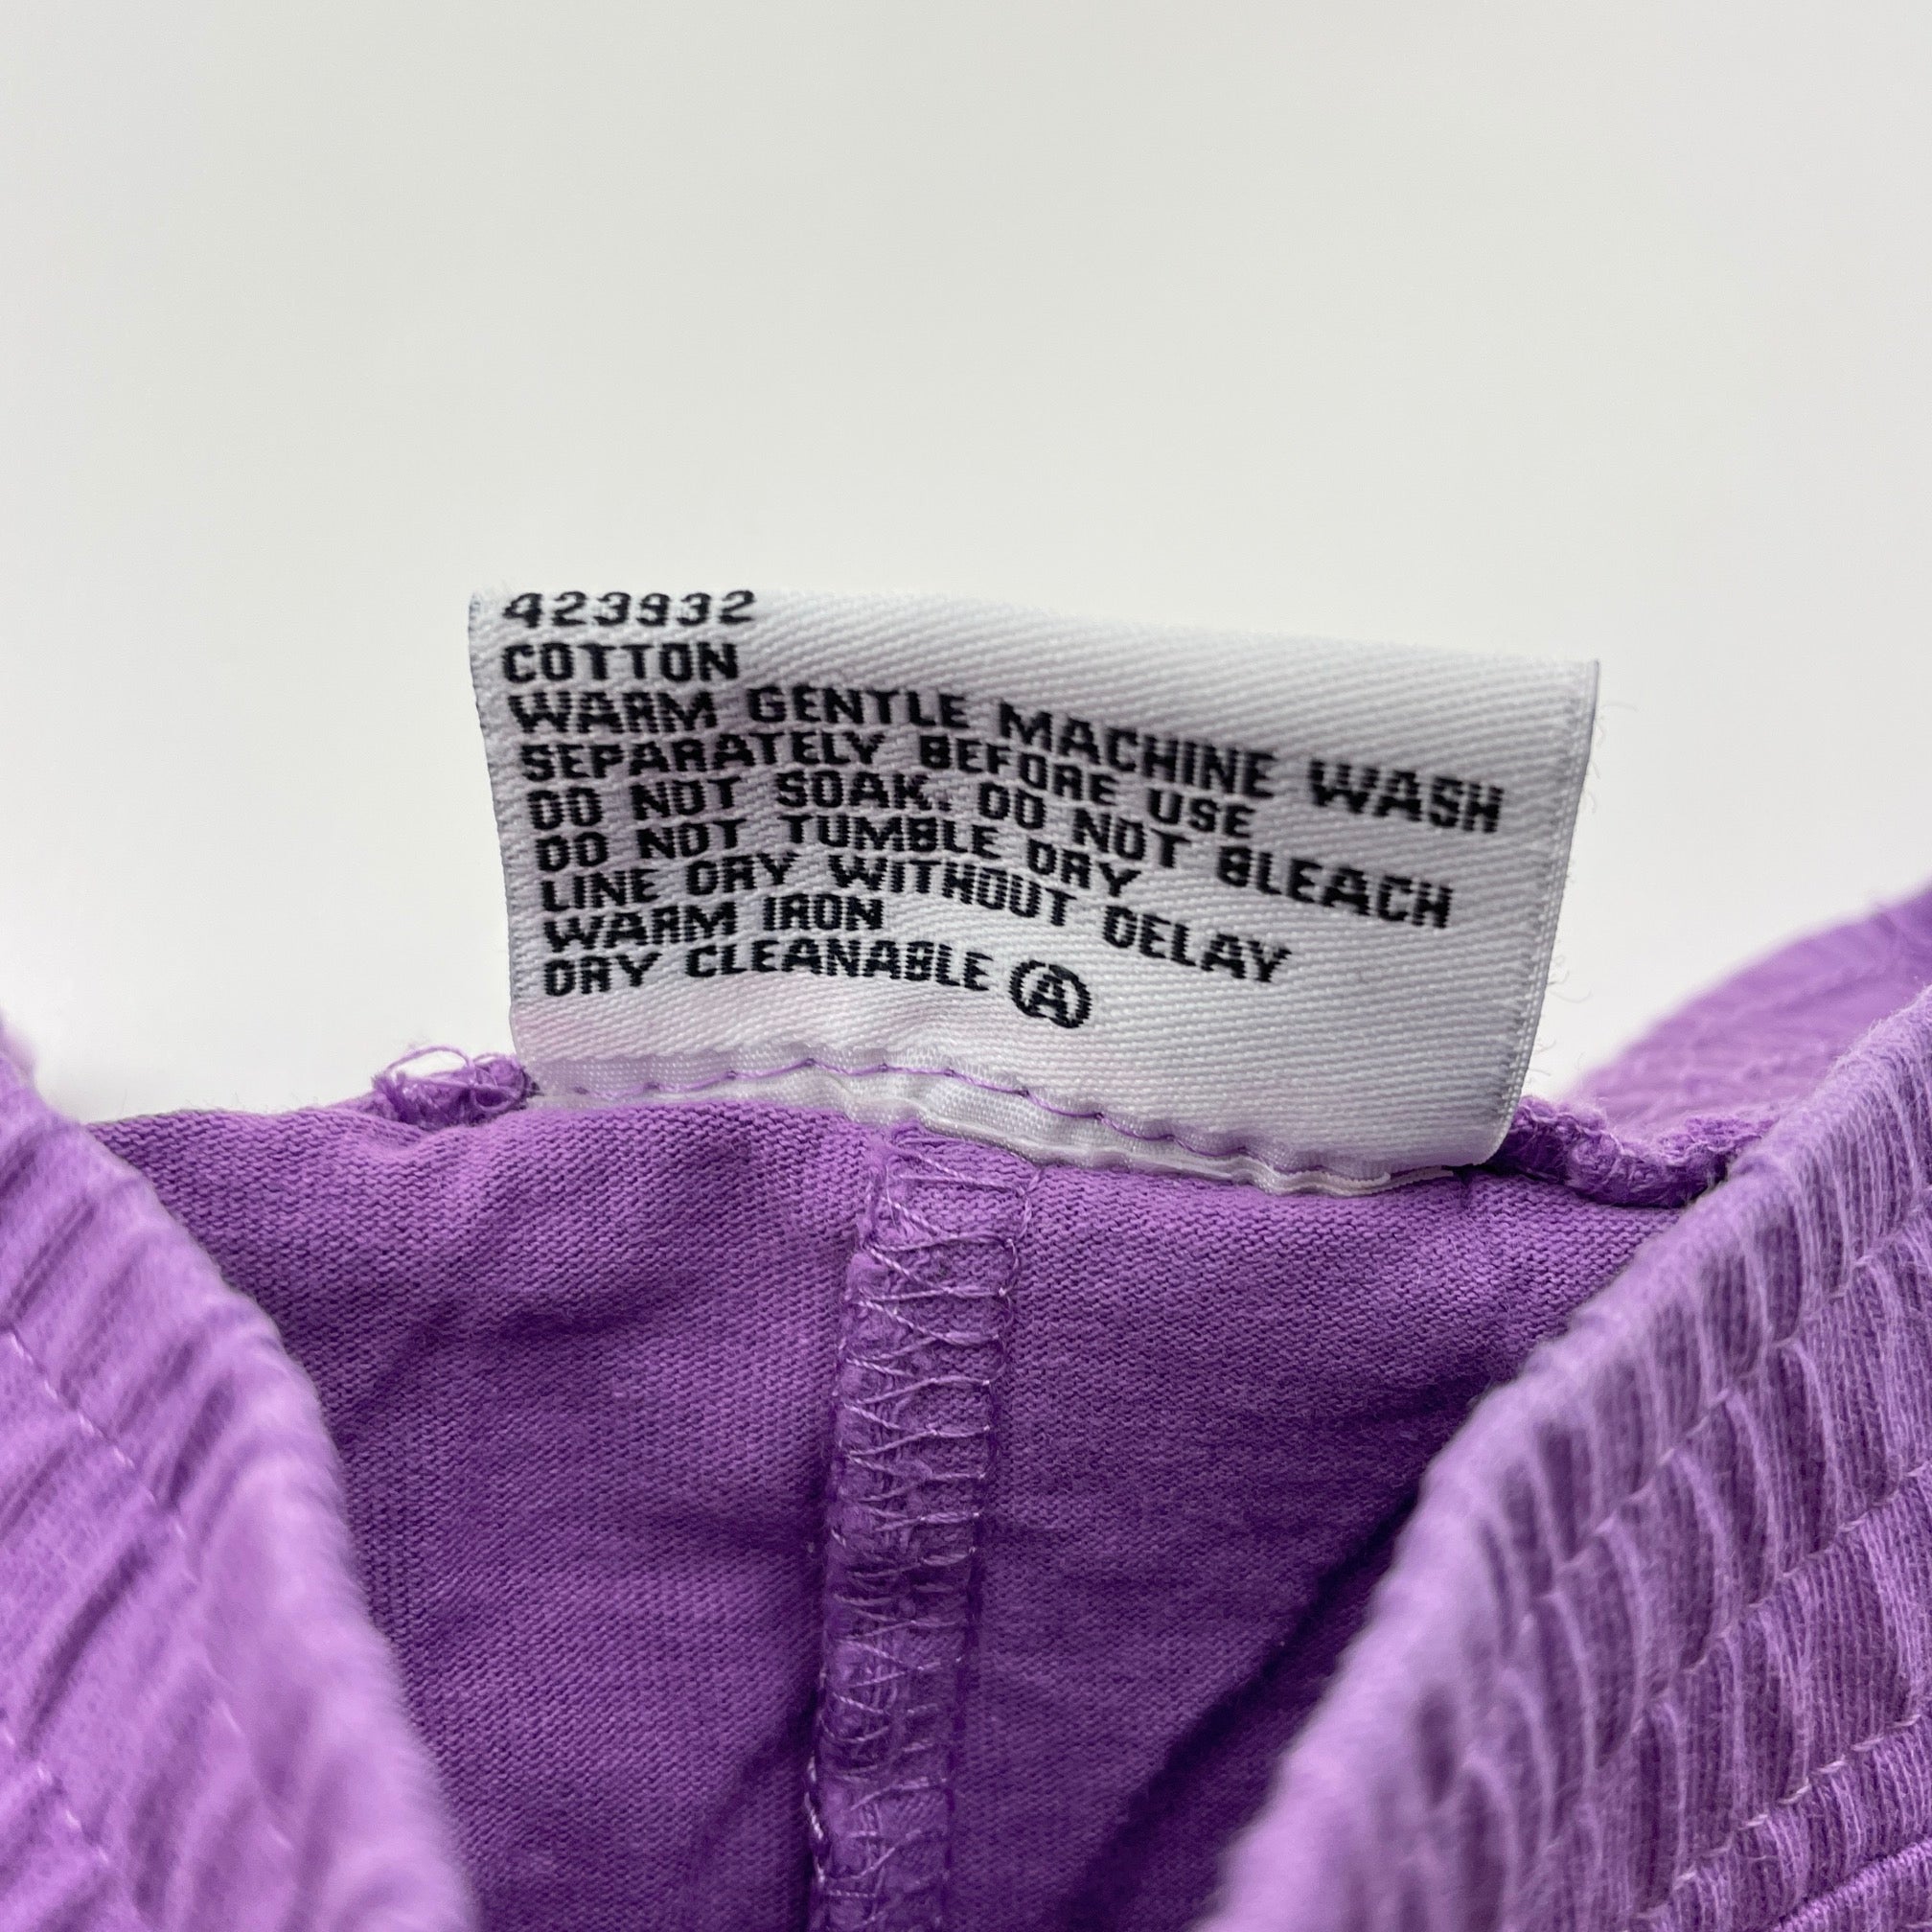 423932
COTTON
WARM GENTLE MACHINE WASH
SEPARATELY BEFORE USE
DO NOT SOAK. DO NOT BLEACH
DO NOT TUMBLE DRY
LINE DRY WITHOUT DELAY
WARM IRON
DRY CLEANABLE Ⓐ